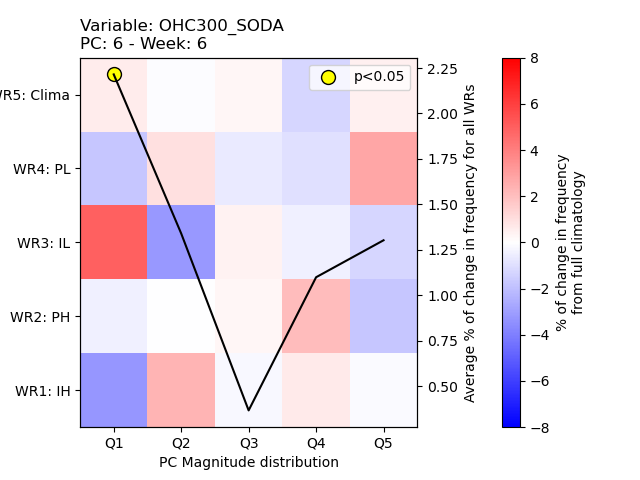 Variable: OHC300_SODA
PC: 6 - Week: 6
p<0.05
WR5: Clima
WR4: PL
WR3: IL
WR2: PH
WR1: IH
Q1 Q2 Q3 Q4 Q5
PC Magnitude distribution
2.25
2.00
1.75
1.50
1.25
1.00
0.75
0.50
Average % of change in frequency for all WRs
8
6
4
2
0
−2
−4
−6
−8
% of change in frequency
from full climatology